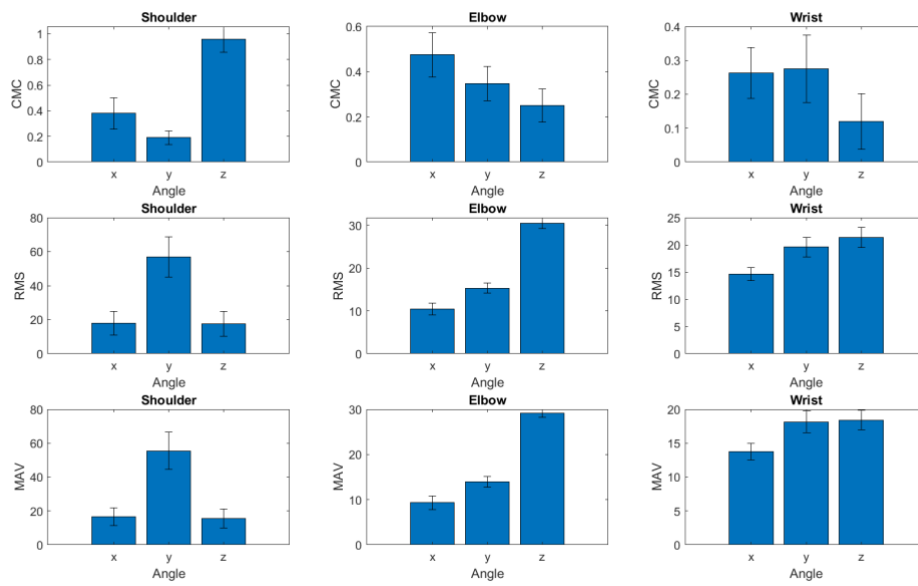 Shoulder
CMC
1
0.8
0.6
0.4
0.2
0
x y z
Angle
Elbow
CMC
0.6
0.4
0.2
0
x y z
Angle
Wrist
CMC
0.4
0.3
0.2
0.1
0
x y z
Angle
Shoulder
RMS
80
60
40
20
0
x y z
Angle
Elbow
RMS
30
20
10
0
x y z
Angle
Wrist
RMS
25
20
15
10
5
0
x y z
Angle
Shoulder
MAV
80
60
40
20
0
x y z
Angle
Elbow
MAV
30
20
10
0
x y z
Angle
Wrist
MAV
20
15
10
5
0
x y z
Angle